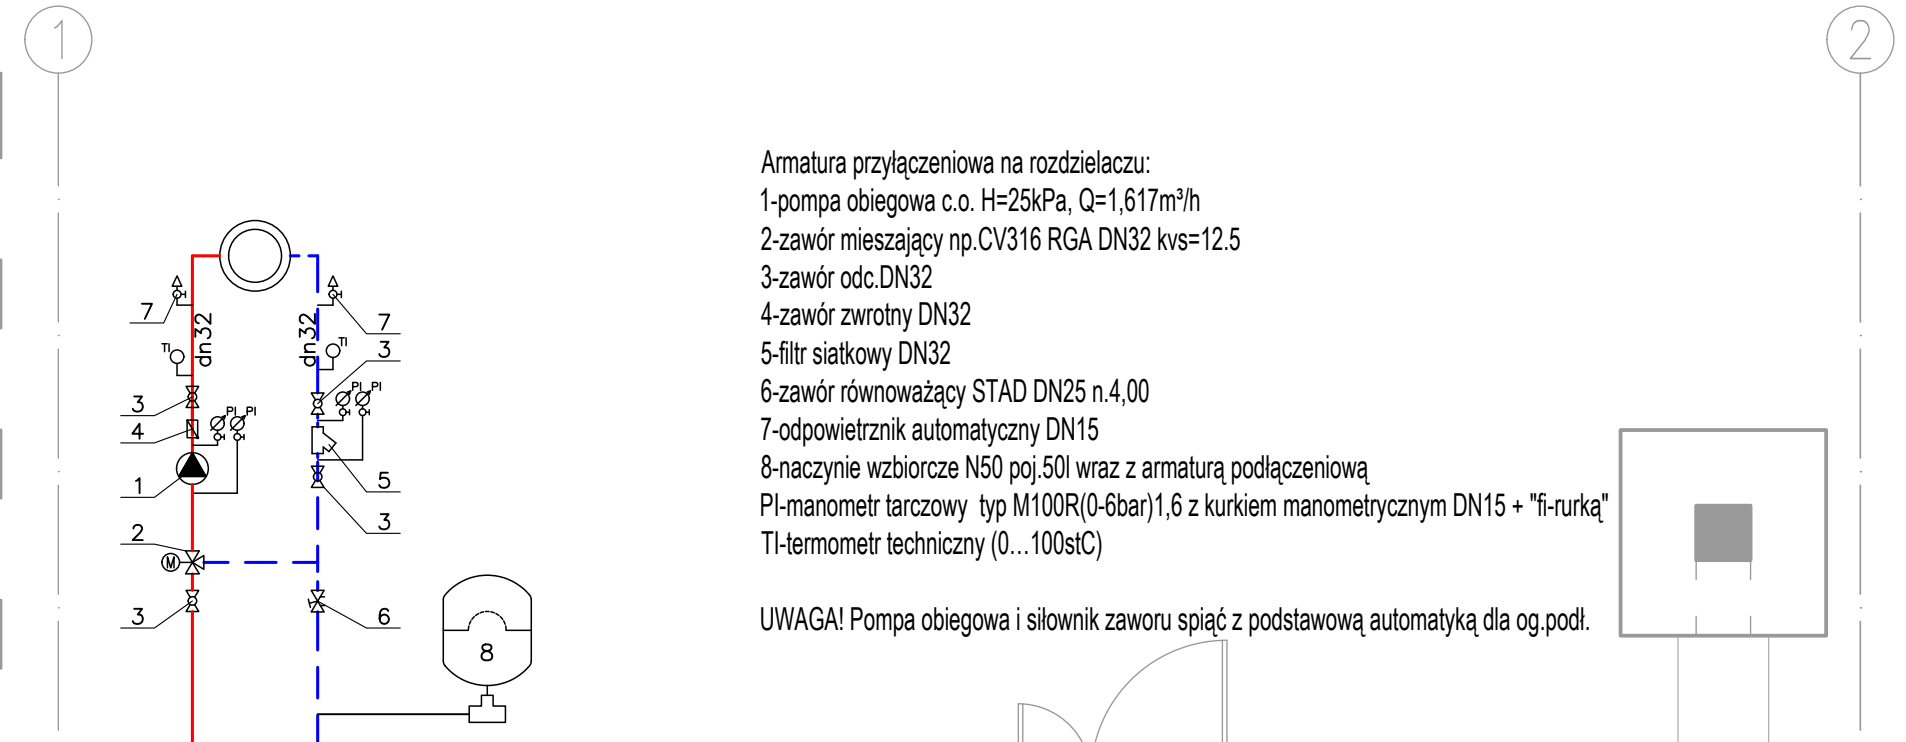 1
2
Armatura przyłączeniowa na rozdzielaczu:
1-pompa obiegowa c.o. H=25kPa, Q=1,617m³/h
2-zawór mieszający np.CV316 RGA DN32 kvs=12.5
3-zawór odc.DN32
4-zawór zwrotny DN32
5-filtr siatkowy DN32
6-zawór równoważący STAD DN25 n.4,00
7-odpowietrznik automatyczny DN15
8-naczynie wzbiorcze N50 poj.50l wraz z armaturą podłączeniową
PI-manometr tarczowy  typ M100R(0-6bar)1,6 z kurkiem manometrycznym DN15 + "fi-rurką"
TI-termometr techniczny (0...100stC)
UWAGA! Pompa obiegowa i siłownik zaworu spiąć z podstawową automatyką dla og.podł.
7
7
dn32
dn32
TI
TI
3
3
PI PI
PI PI
4
1
5
3
2
M
3
6
8